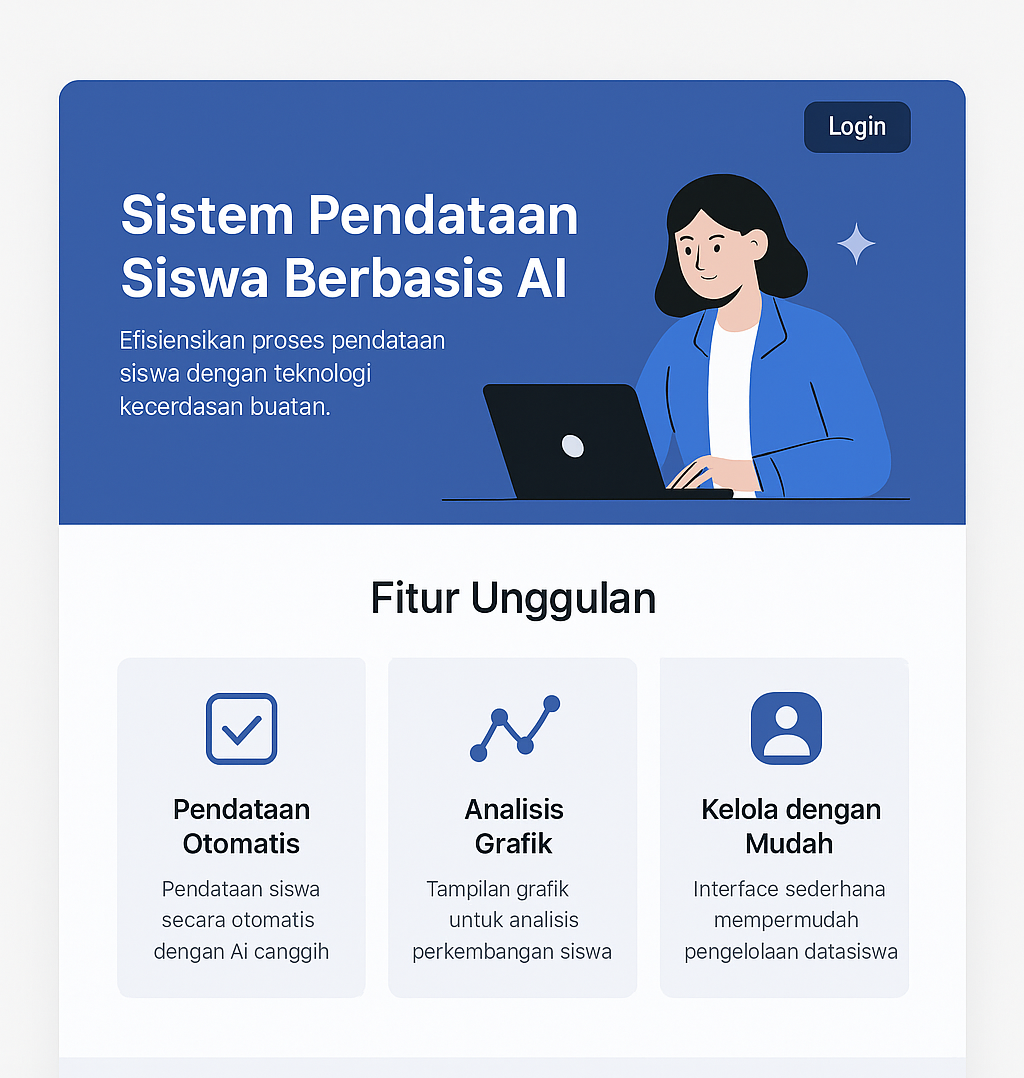 Login
Sistem Pendataan
Siswa Berbasis AI
Efisiensikan proses pendataan
siswa dengan teknologi
kecerdasan buatan.
Fitur Unggulan
Pendataan
Otomatis
Pendataan siswa
secara otomatis
dengan Ai canggih
Analisis
Grafik
Tampilan grafik
untuk analisis
perkembangan siswa
Kelola dengan
Mudah
Interface sederhana
mempermudah
pengelolaan datasiswa